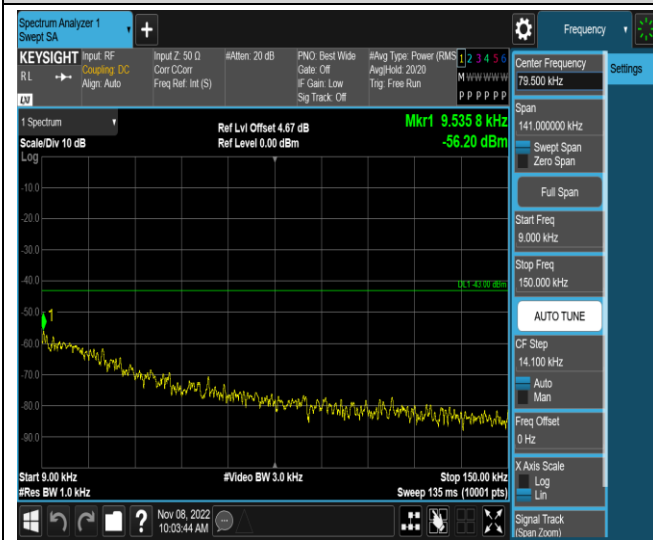 Spectrum Analyzer 1
Swept SA
+
Frequency
KEYSIGHT
RL
LXI
Input: RF
Coupling: DC
Align: Auto
Input Z: 50 Ω
Corr CCorr
Freq Ref: Int (S)
#Atten: 20 dB
PNO: Best Wide
Gate: Off
IF Gain: Low
Sig Track: Off
#Avg Type: Power (RMS
Avg|Hold: 20/20
Trig: Free Run
1 2 3 4 5 6
M W W W W W
P P P P P P
1 Spectrum
Scale/Div 10 dB
Log
Ref Lvl Offset 4.67 dB
Ref Level 0.00 dBm
Mkr1 9.535 8 kHz
-56.20 dBm
-10.0
-20.0
-30.0
-40.0
DL1 -43.00 dBm
-50.0
1
-60.0
-70.0
-80.0
-90.0
Start 9.00 kHz
#Res BW 1.0 kHz
#Video BW 3.0 kHz
Stop 150.00 kHz
Sweep 135 ms (10001 pts)
?
Nov 08, 2022
10:03:44 AM
Center Frequency
79.500 kHz
Settings
Span
141.000000 kHz
Swept Span
Zero Span
Full Span
Start Freq
9.000 kHz
Stop Freq
150.000 kHz
AUTO TUNE
CF Step
14.100 kHz
Auto
Man
Freq Offset
0 Hz
X Axis Scale
Log
Lin
Signal Track
(Span Zoom)